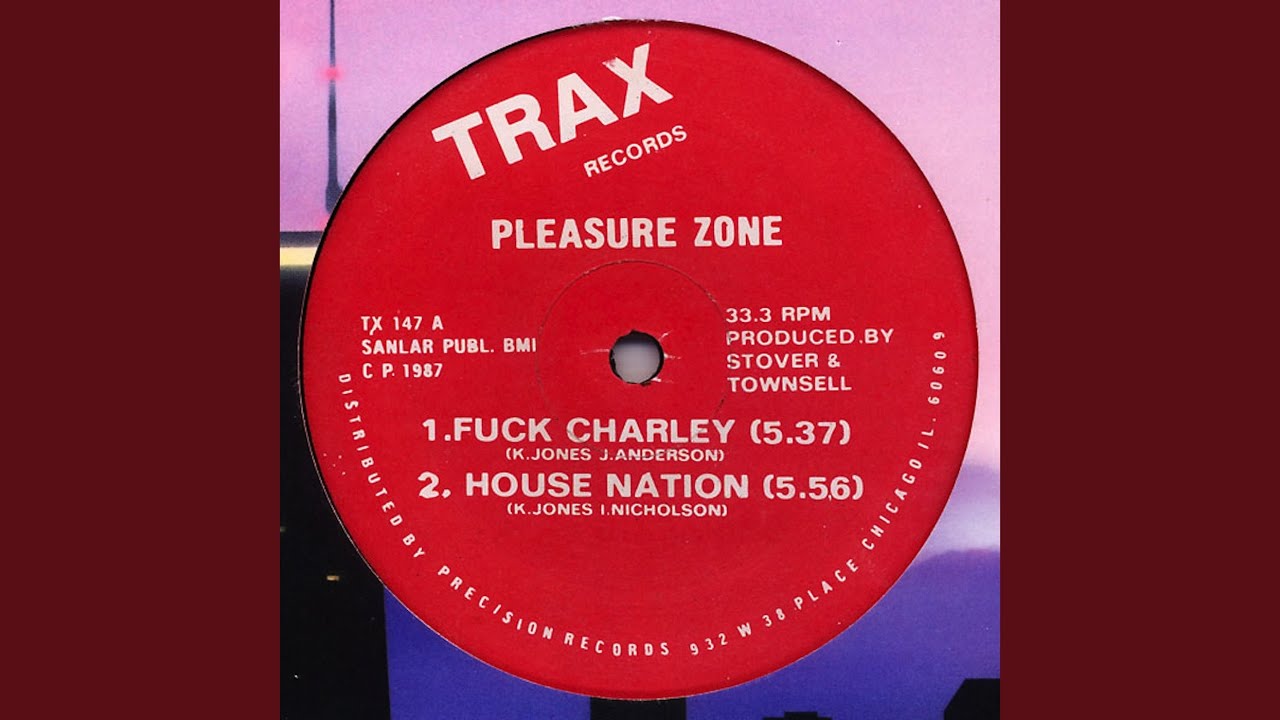 TRAX
RECORDS
PLEASURE ZONE
TX 147 A
SANLAR PUBL. BMI
C P. 1987
33.3 RPM
PRODUCED.BY
STOVER &
TOWNSELL
1.FUCK CHARLEY (5.37)
(K.JONES J.ANDERSON)
2. HOUSE NATION (5.56)
(K.JONES I.NICHOLSON)
DISTRIBUTED BY PRECISION RECORDS 932 W 38 PLACE CHICAGO IL. 60609